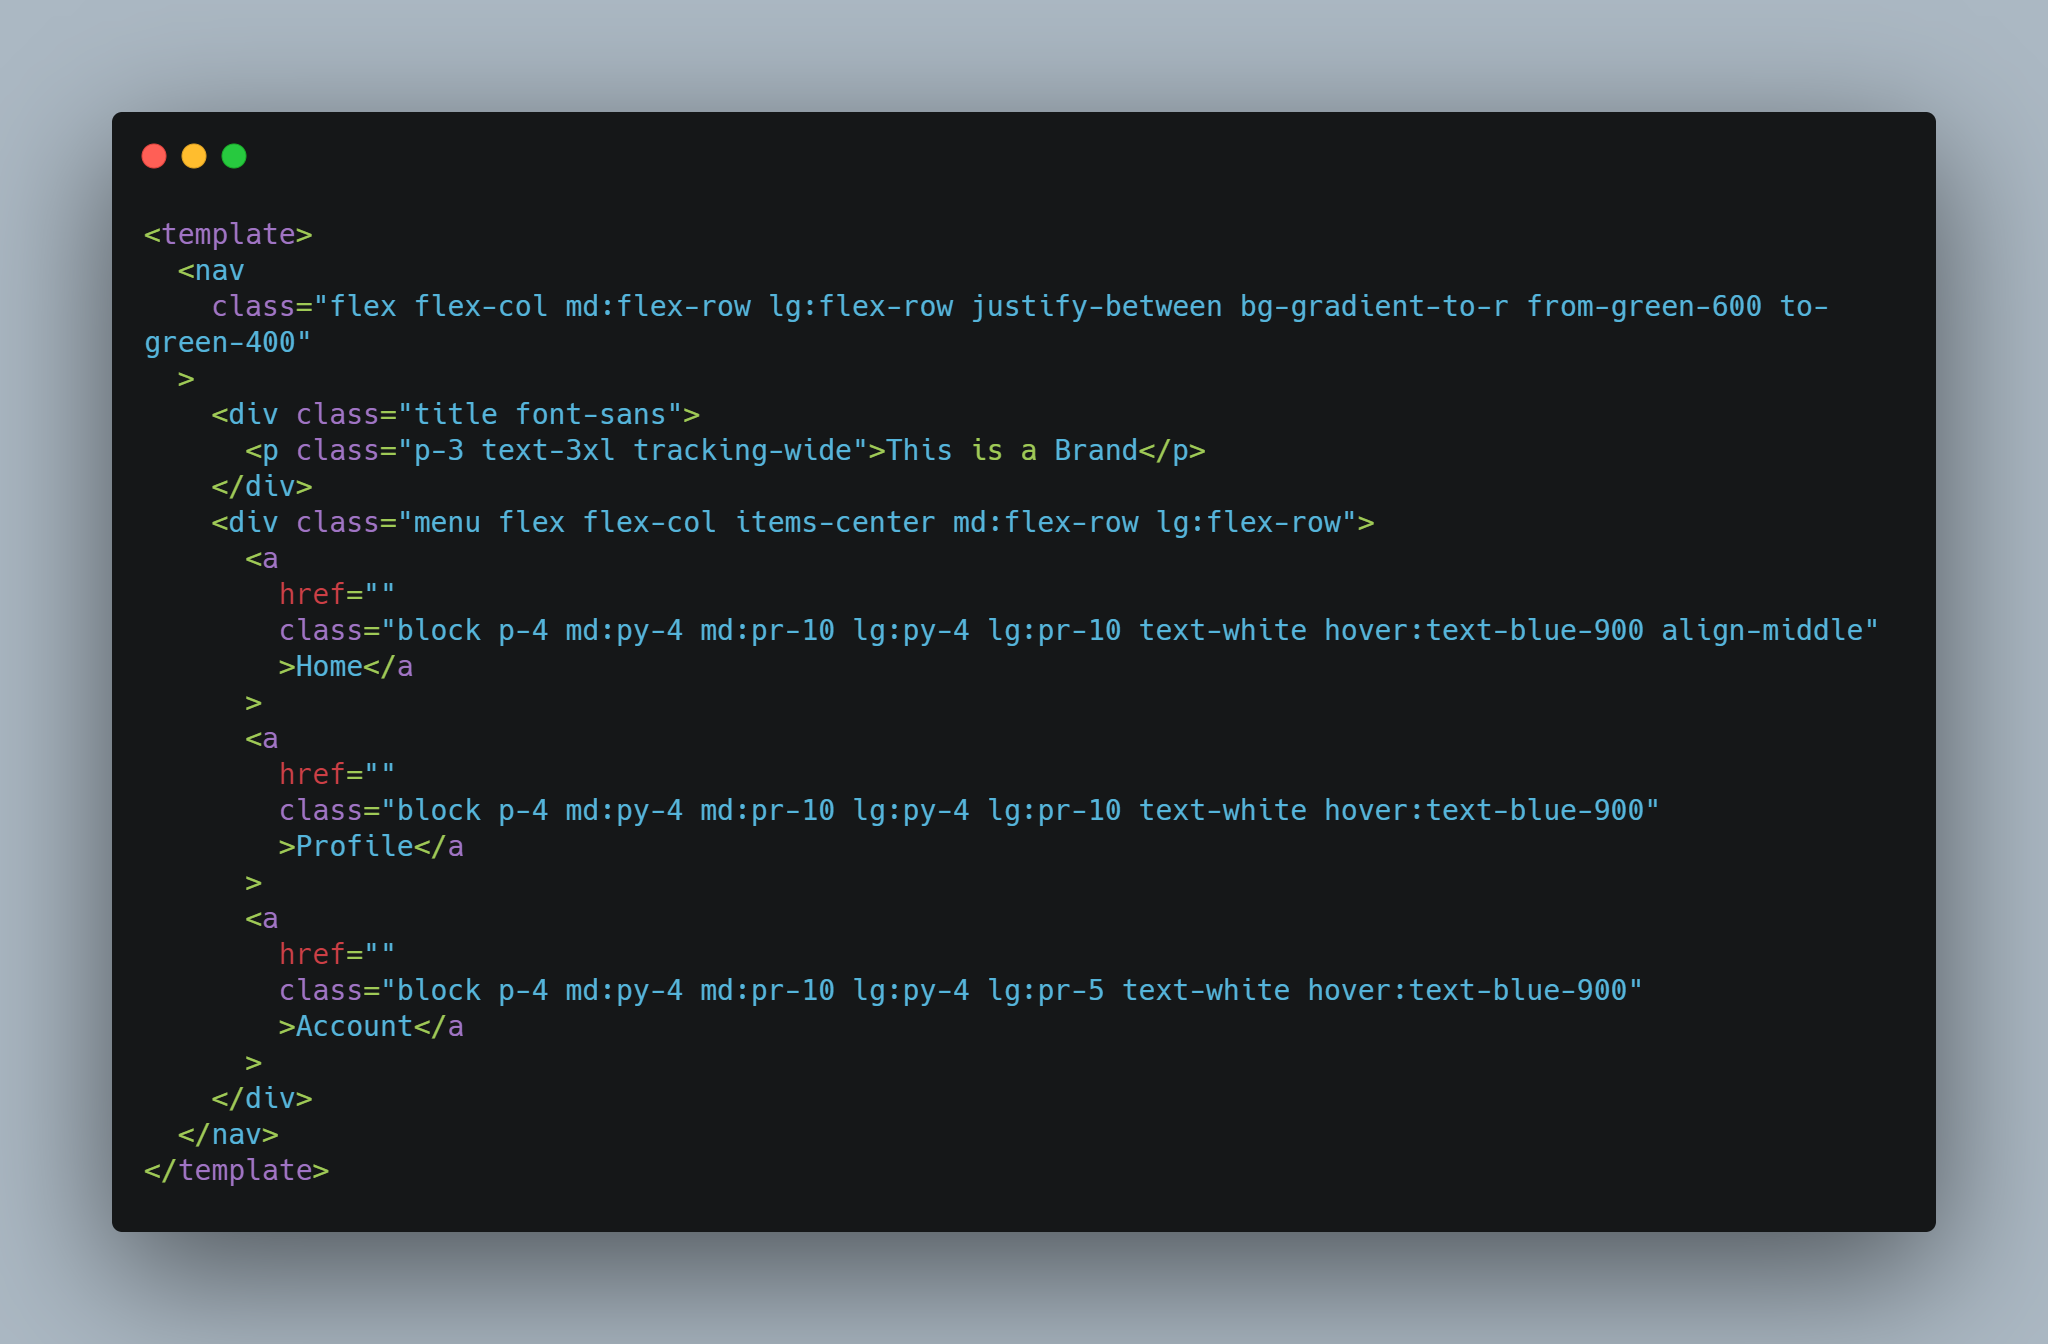 <template>
  <nav
    class="flex flex-col md:flex-row lg:flex-row justify-between bg-gradient-to-r from-green-600 to-
green-400"
  >
    <div class="title font-sans">
      <p class="p-3 text-3xl tracking-wide">This is a Brand</p>
    </div>
    <div class="menu flex flex-col items-center md:flex-row lg:flex-row">
      <a
        href=""
        class="block p-4 md:py-4 md:pr-10 lg:py-4 lg:pr-10 text-white hover:text-blue-900 align-middle"
        >Home</a
      >
      <a
        href=""
        class="block p-4 md:py-4 md:pr-10 lg:py-4 lg:pr-10 text-white hover:text-blue-900"
        >Profile</a
      >
      <a
        href=""
        class="block p-4 md:py-4 md:pr-10 lg:py-4 lg:pr-5 text-white hover:text-blue-900"
        >Account</a
      >
    </div>
  </nav>
</template>